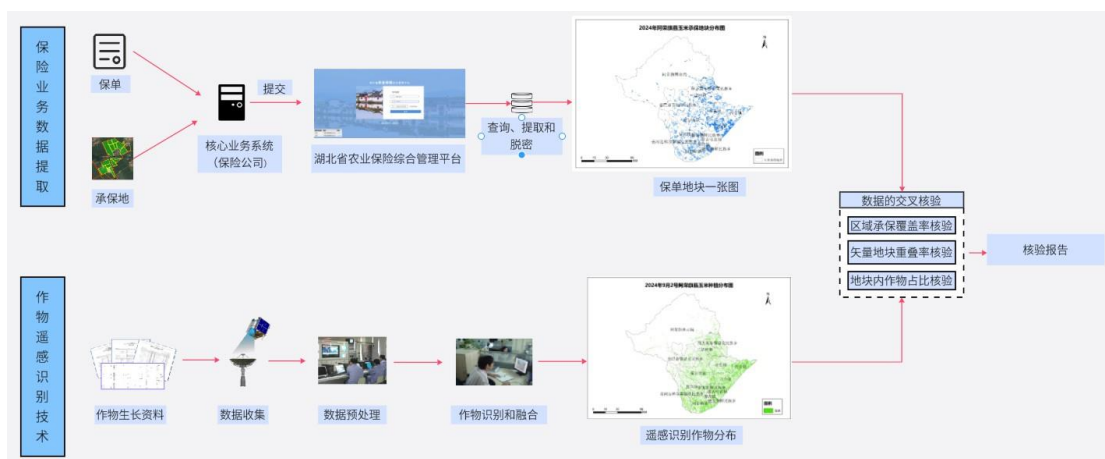 保险业务数据提取
保单
承保地
核心业务系统
（保险公司）
提交
湖北省农业保险综合管理平台
查询、提取和
脱密
2024年阿荣旗县玉米承保地块分布图
图例
保单地块一张图
数据的交叉核验
区域承保覆盖率核验
矢量地块重叠率核验
地块内作物占比核验
核验报告
作物遥感识别技术
作物生长资料
数据收集
数据预处理
作物识别和融合
2024年9月2号阿荣旗县玉米种植分布图
图例
遥感识别作物分布